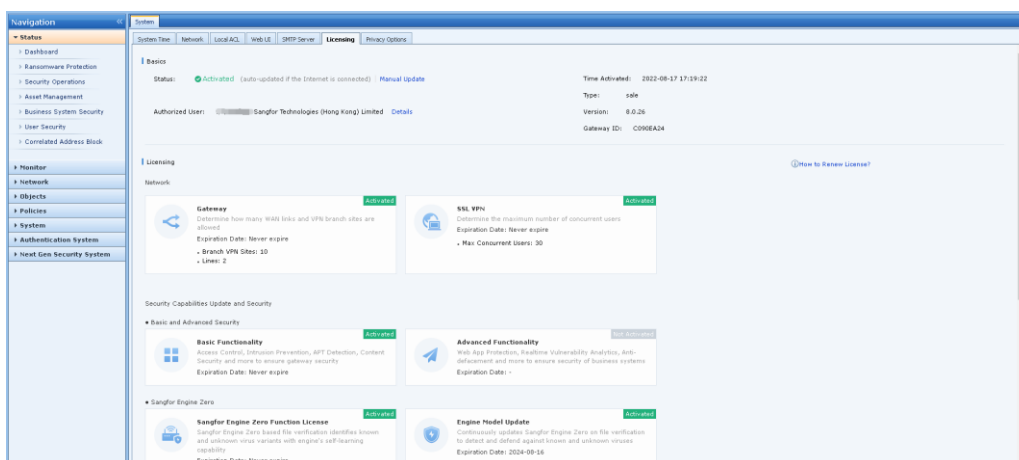 Navigation
System
Status
Dashboard
Ransomware Protection
Security Operations
Asset Management
Business System Security
User Security
Correlated Address Block
Monitor
Network
Objects
Policies
System
Authentication System
Next Gen Security System
System Time Network Local ACL Web UI SMTP Server Licensing Privacy Options
Basics
Status: Activated (auto-updated if the Internet is connected) Manual Update
Time Activated: 2022-08-17 17:19:22
Type: sale
Authorized User: Sangfor Technologies (Hong Kong) Limited Details
Version: 8.0.26
Gateway ID: C090EA24
Licensing
How to Renew License?
Network
Activated
Gateway
Determine how many WAN links and VPN branch sites are
allowed
Expiration Date: Never expire
Branch VPN Sites: 10
Lines: 2
Activated
SSL VPN
Determine the maximum number of concurrent users
Expiration Date: Never expire
Max Concurrent Users: 30
Security Capabilities Update and Security
Basic and Advanced Security
Activated
Basic Functionality
Access Control, Intrusion Prevention, APT Detection, Content
Security and more to ensure gateway security
Expiration Date: Never expire
Not Activated
Advanced Functionality
Web App Protection, Realtime Vulnerability Analytics, Anti-
defacement and more to ensure security of business systems
Expiration Date: -
Sangfor Engine Zero
Activated
Sangfor Engine Zero Function License
Sangfor Engine Zero based file verification identifies known
and unknown virus variants with engine's self-learning
capability
Expiration Date: Never expire
Activated
Engine Model Update
Continuously updates Sangfor Engine Zero on file verification
to detect and defend against known and unknown viruses
Expiration Date: 2024-08-16